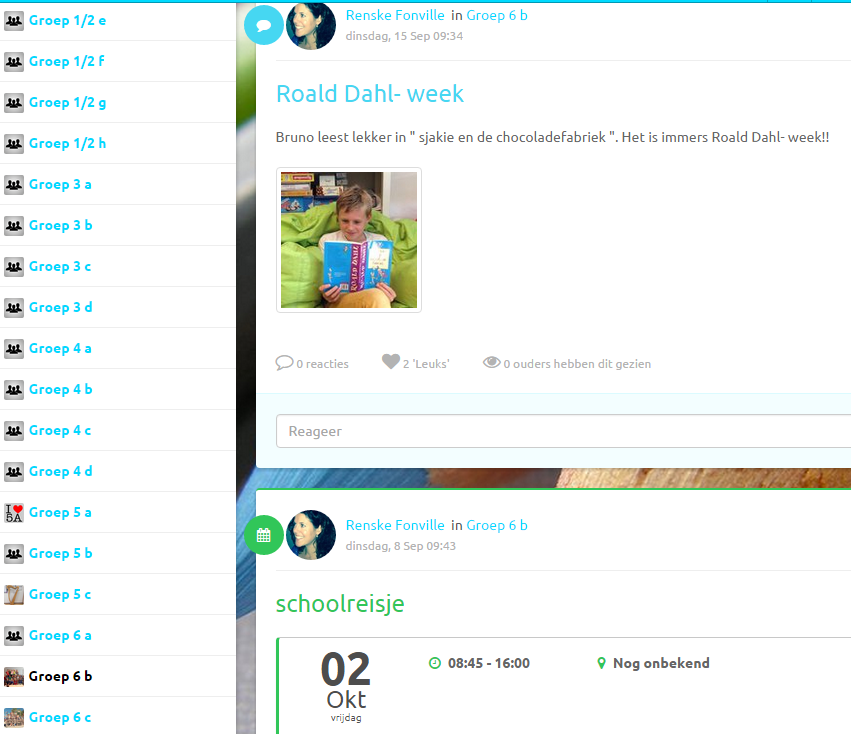 Groep 1/2 e
Groep 1/2 f
Groep 1/2 g
Groep 1/2 h
Groep 3 a
Groep 3 b
Groep 3 c
Groep 3 d
Groep 4 a
Groep 4 b
Groep 4 c
Groep 4 d
I ♥ 5A
Groep 5 a
Groep 5 b
Groep 5 c
Groep 6 a
Groep 6 b
Groep 6 c
Renske Fonville in Groep 6 b
dinsdag, 15 Sep 09:34
Roald Dahl- week
Bruno leest lekker in " sjakie en de chocoladefabriek ". Het is immers Roald Dahl- week!!
ROALD DAHL
0 reacties 2 'Leuks' 0 ouders hebben dit gezien
Reageer
Renske Fonville in Groep 6 b
dinsdag, 8 Sep 09:43
schoolreisje
02 08:45 - 16:00 Nog onbekend
Okt
vrijdag